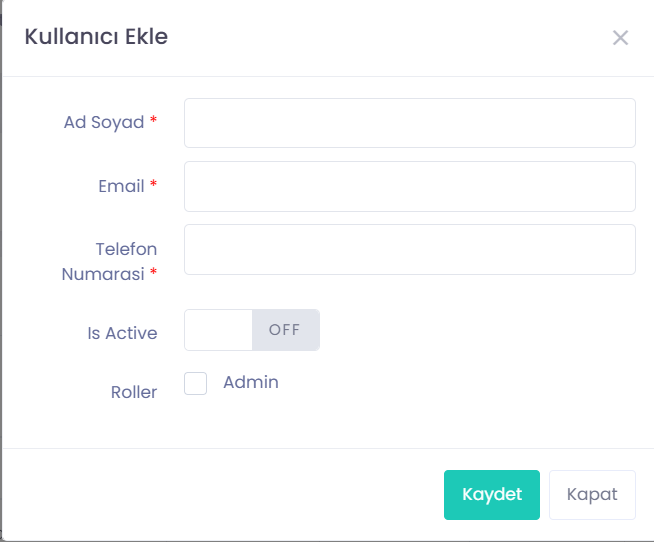 Kullanıcı Ekle
Ad Soyad *
Email *
Telefon
Numarasi *
Is Active
OFF
Roller
Admin
Kaydet
Kapat